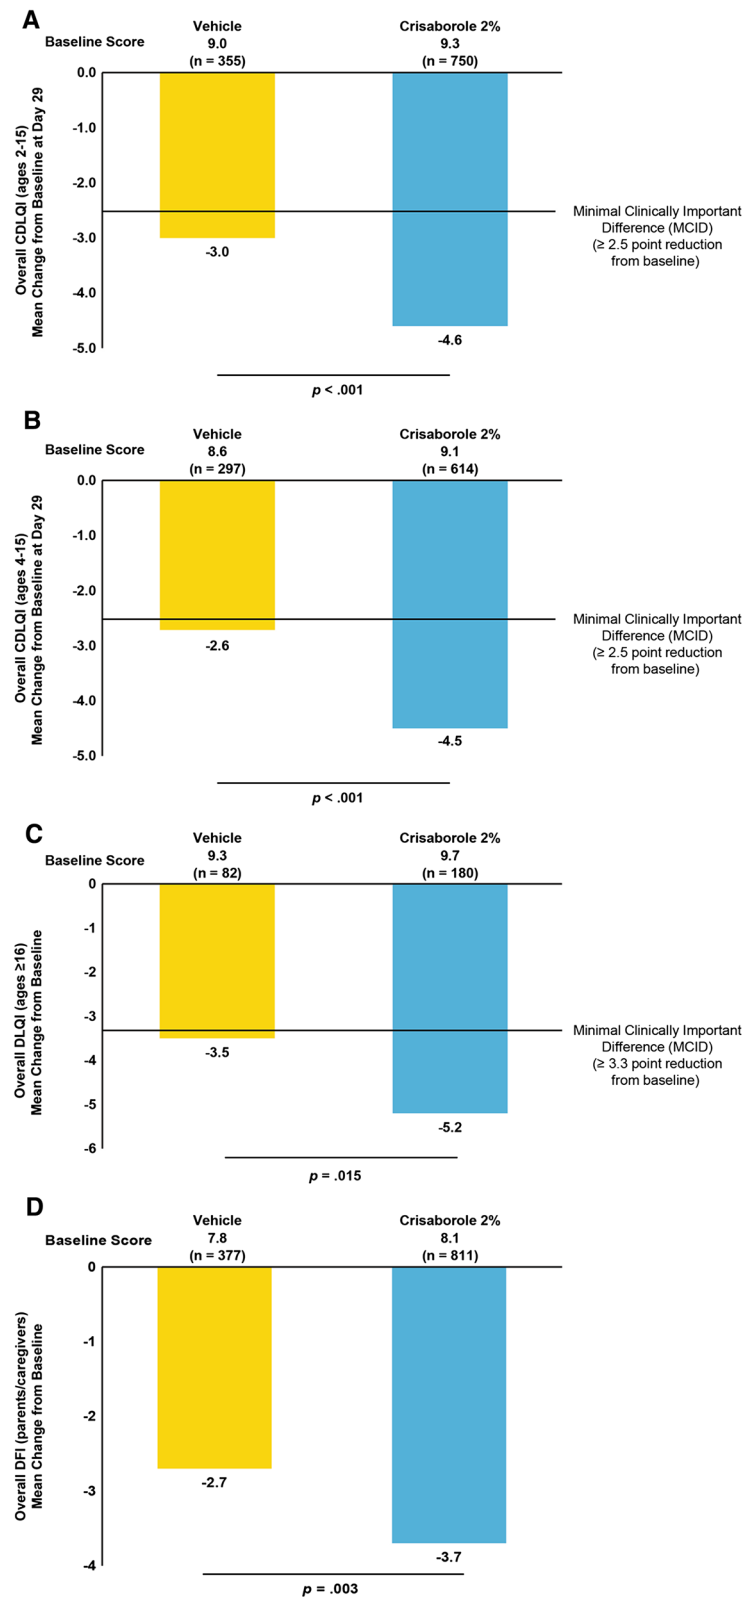 A
Vehicle
Crisaborole 2%
Baseline Score
9.0
9.3
(n = 355)
(n = 750)
Overall CDLQI (ages 2-15)
Mean Change from Baseline at Day 29
0.0
-1.0
-2.0
-3.0
-4.0
-5.0
-3.0
-4.6
Minimal Clinically Important
Difference (MCID)
(≥ 2.5 point reduction
from baseline)
p < .001
B
Vehicle
Crisaborole 2%
Baseline Score
8.6
9.1
(n = 297)
(n = 614)
Overall CDLQI (ages 4-15)
Mean Change from Baseline at Day 29
0.0
-1.0
-2.0
-3.0
-4.0
-5.0
-2.6
-4.5
Minimal Clinically Important
Difference (MCID)
(≥ 2.5 point reduction
from baseline)
p < .001
C
Vehicle
Crisaborole 2%
Baseline Score
9.3
9.7
(n = 82)
(n = 180)
Overall DLQI (ages ≥16)
Mean Change from Baseline
0
-1
-2
-3
-4
-5
-6
-3.5
-5.2
Minimal Clinically Important
Difference (MCID)
(≥ 3.3 point reduction
from baseline)
p = .015
D
Vehicle
Crisaborole 2%
Baseline Score
7.8
8.1
(n = 377)
(n = 811)
Overall DFI (parents/caregivers)
Mean Change from Baseline
0
-1
-2
-3
-4
-2.7
-3.7
p = .003